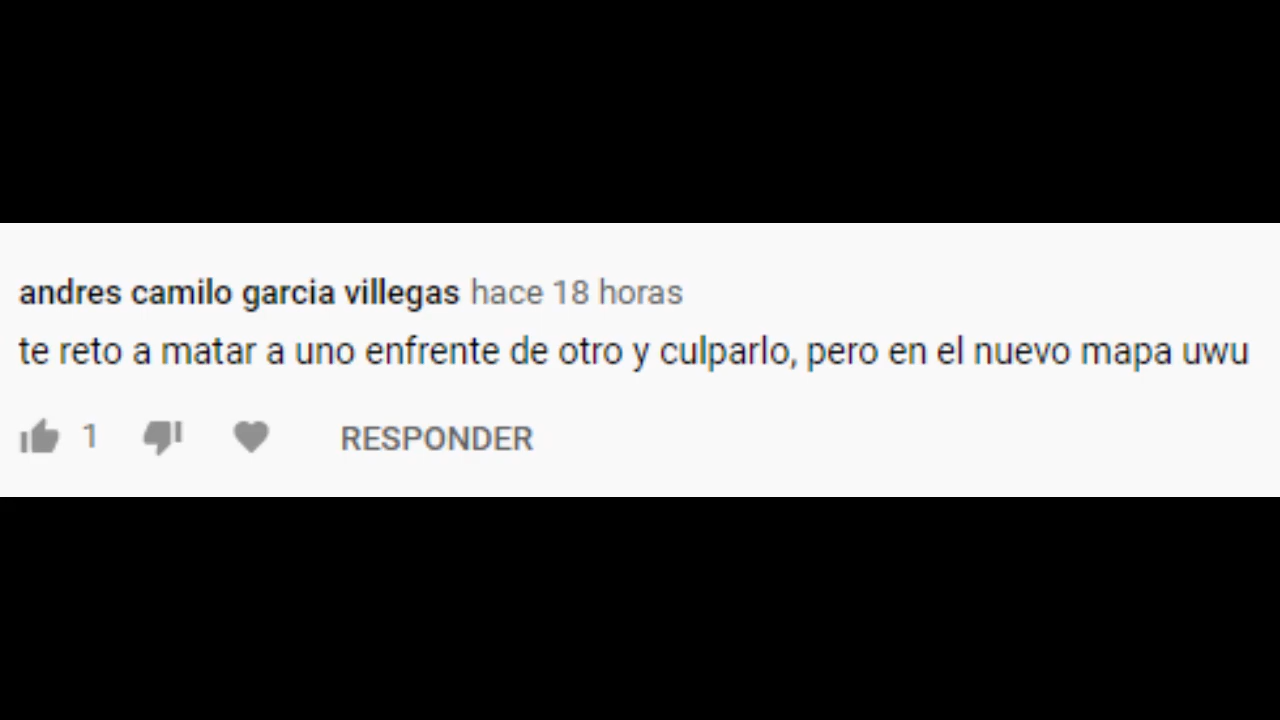 andres camilo garcia villegas hace 18 horas
te reto a matar a uno enfrente de otro y culparlo, pero en el nuevo mapa uwu
1 RESPONDER